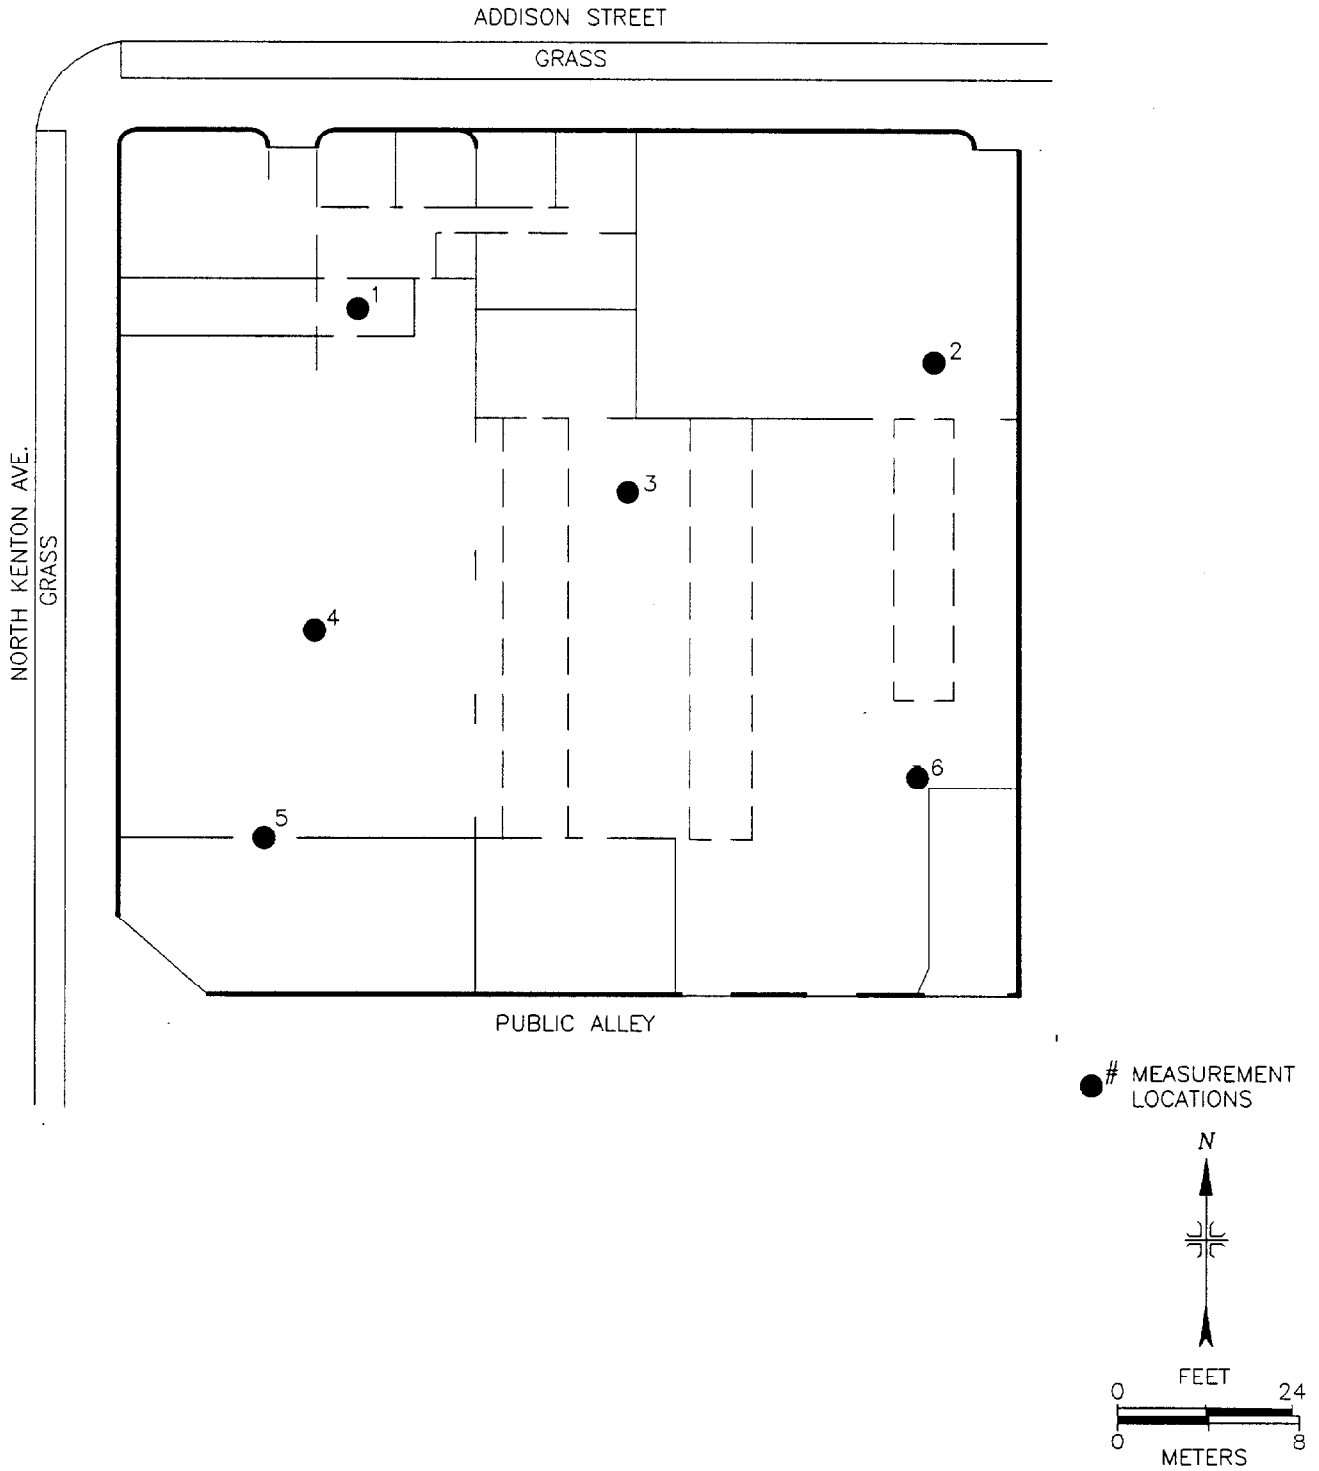 ADDISON STREET
GRASS
1
2
3
4
5
6
NORTH KENTON AVE.
GRASS
PUBLIC ALLEY
# MEASUREMENT
LOCATIONS
N
FEET
0 24
0 8
METERS